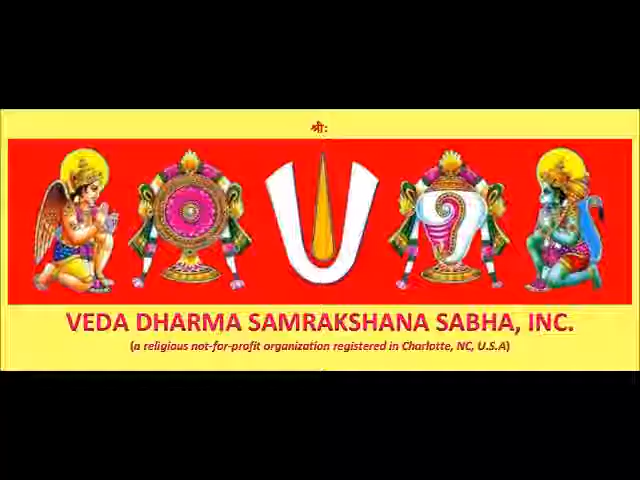 श्रीः
VEDA DHARMA SAMRAKSHANA SABHA, INC.
(a religious not-for-profit organization registered in Charlotte, NC, U.S.A)